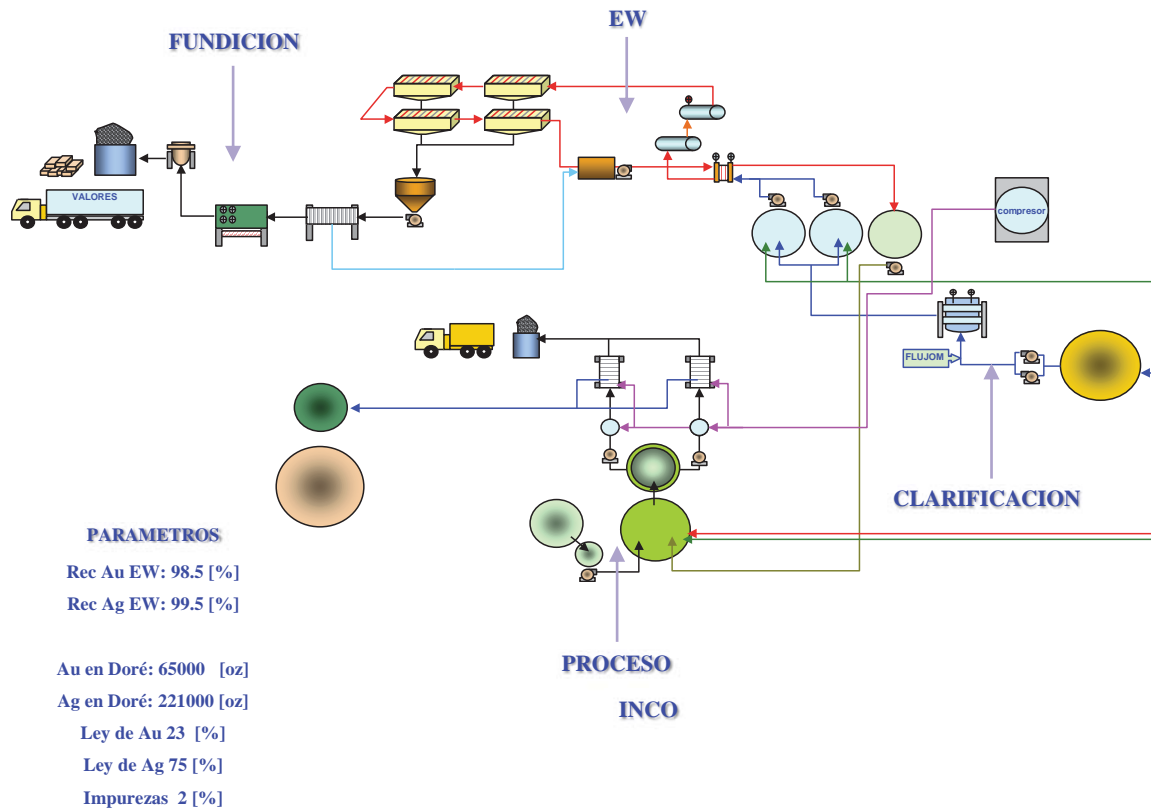 EW
FUNDICION
VALORES
compresor
FLUJOM
CLARIFICACION
PARAMETROS
Rec Au EW: 98.5 [%]
Rec Ag EW: 99.5 [%]
Au en Doré: 65000 [oz]
Ag en Doré: 221000 [oz]
Ley de Au 23 [%]
Ley de Ag 75 [%]
Impurezas 2 [%]
PROCESO
INCO